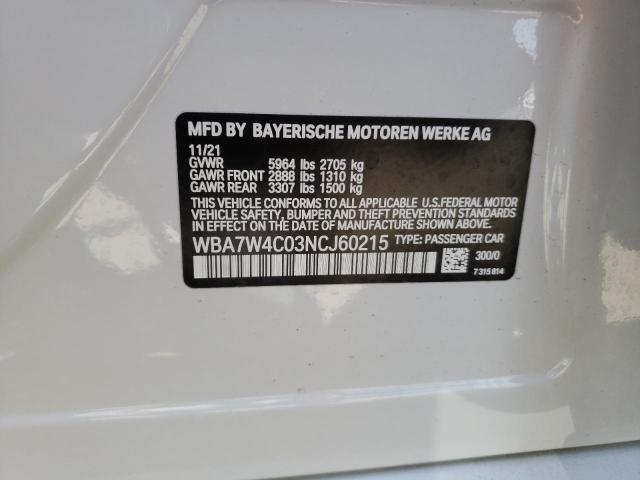 MFD BY BAYERISCHE MOTOREN WERKE AG
11/21
GVWR 5964 lbs 2705 kg
GAWR FRONT 2888 lbs 1310 kg
GAWR REAR 3307 lbs 1500 kg
THIS VEHICLE CONFORMS TO ALL APPLICABLE U.S.FEDERAL MOTOR
VEHICLE SAFETY, BUMPER AND THEFT PREVENTION STANDARDS
IN EFFECT ON THE DATE OF MANUFACTURE SHOWN ABOVE.
WBA7W4C03NCJ60215 TYPE: PASSENGER CAR
300/0
7 315 814